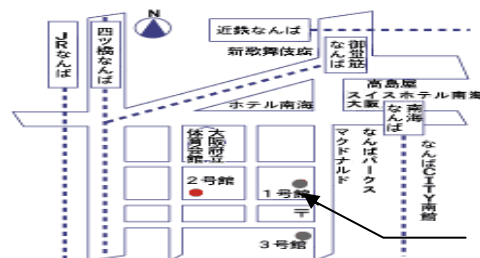 N
近鉄なんば
JRなんば
四ツ橋なんば
新歌舞伎座
御堂筋なんば
高島屋
スイスホテル南海
大阪
ホテル南海
南海なんば
大阪府立
体育会館
マクドナルド
なんばパークス
なんばCITY南館
2号館
1号館
〒
3号館